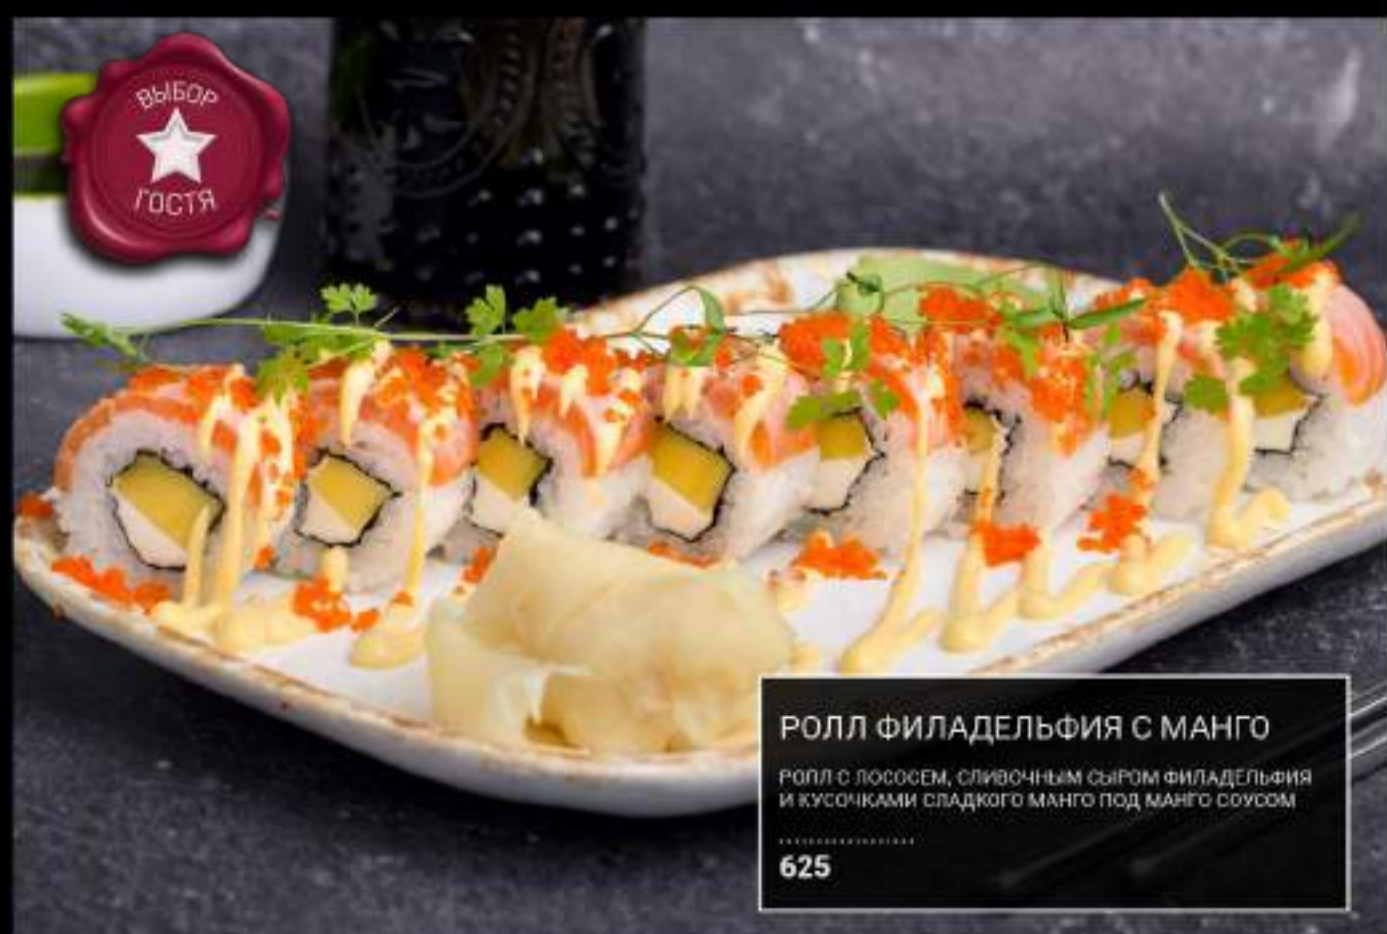 ВЫБОР
ГОСТЯ
РОЛЛ ФИЛАДЕЛЬФИЯ С МАНГО
РОЛЛ С ЛОСОСЕМ, СЛИВОЧНЫМ СЫРОМ ФИЛАДЕЛЬФИЯ
И КУСОЧКАМИ СЛАДКОГО МАНГО ПОД МАНГО СОУСОМ
625